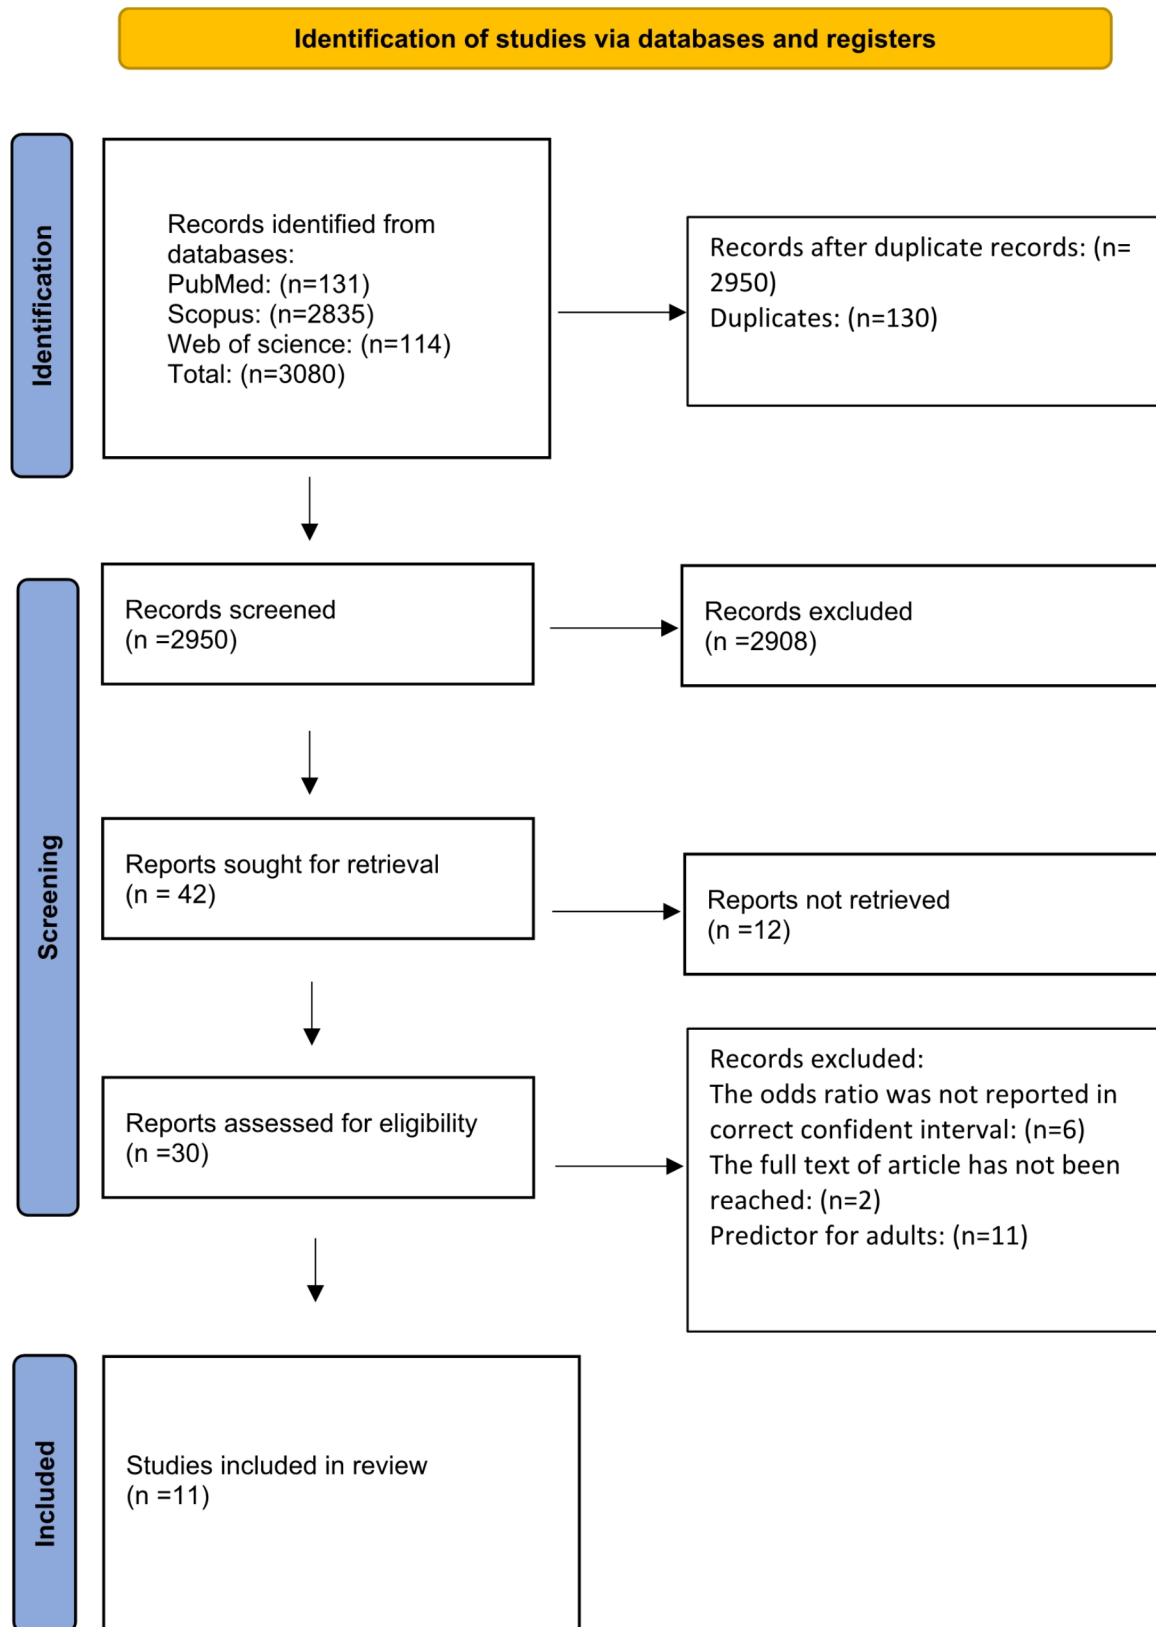 Identification of studies via databases and registers
Identification
Records identified from
databases:
PubMed: (n=131)
Scopus: (n=2835)
Web of science: (n=114)
Total: (n=3080)
Records after duplicate records: (n=
2950)
Duplicates: (n=130)
Screening
Records screened
(n =2950)
Records excluded
(n =2908)
Reports sought for retrieval
(n = 42)
Reports not retrieved
(n =12)
Reports assessed for eligibility
(n =30)
Records excluded:
The odds ratio was not reported in
correct confident interval: (n=6)
The full text of article has not been
reached: (n=2)
Predictor for adults: (n=11)
Included
Studies included in review
(n =11)